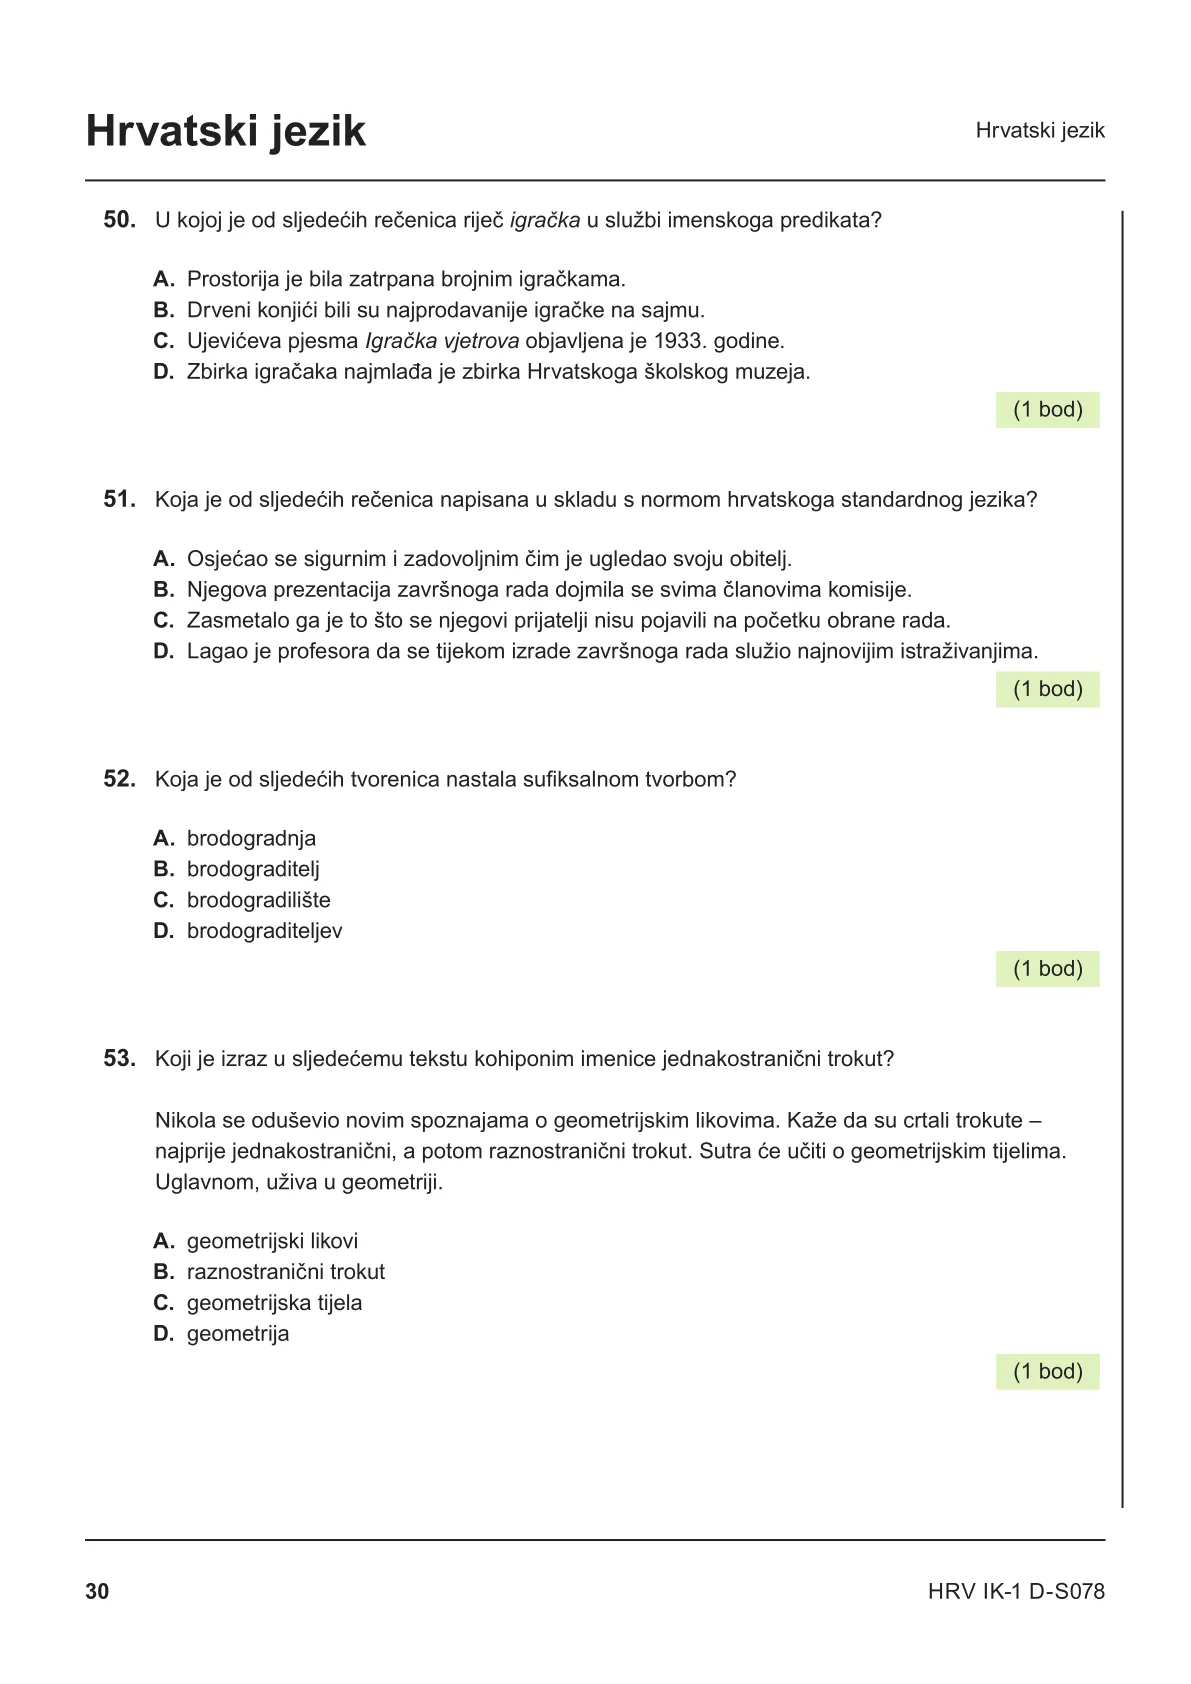 Hrvatski jezik
Hrvatski jezik
50. U kojoj je od sljedećih rečenica riječ igračka u službi imenskoga predikata?
A. Prostorija je bila zatrpana brojnim igračkama.
B. Drveni konjići bili su najprodavanije igračke na sajmu.
C. Ujevićeva pjesma Igračka vjetrova objavljena je 1933. godine.
D. Zbirka igračaka najmlađa je zbirka Hrvatskoga školskog muzeja.
(1 bod)
51. Koja je od sljedećih rečenica napisana u skladu s normom hrvatskoga standardnog jezika?
A. Osjećao se sigurnim i zadovoljnim čim je ugledao svoju obitelj.
B. Njegova prezentacija završnoga rada dojmila se svima članovima komisije.
C. Zasmetalo ga je to što se njegovi prijatelji nisu pojavili na početku obrane rada.
D. Lagao je profesora da se tijekom izrade završnoga rada služio najnovijim istraživanjima.
(1 bod)
52. Koja je od sljedećih tvorenica nastala sufiksalnom tvorbom?
A. brodogradnja
B. brodograditelj
C. brodogradilište
D. brodograditeljev
(1 bod)
53. Koji je izraz u sljedećemu tekstu kohiponim imenice jednakostranični trokut?
Nikola se oduševio novim spoznajama o geometrijskim likovima. Kaže da su crtali trokute –
najprije jednakostranični, a potom raznostranični trokut. Sutra će učiti o geometrijskim tijelima.
Uglavnom, uživa u geometriji.
A. geometrijski likovi
B. raznostranični trokut
C. geometrijska tijela
D. geometrija
(1 bod)
30
HRV IK-1 D-S078